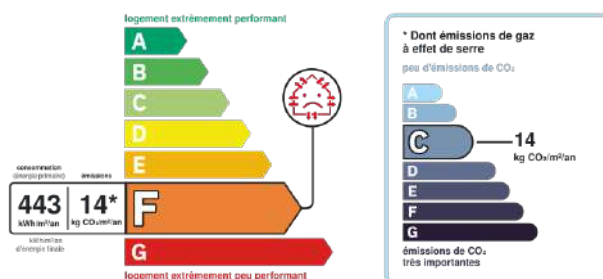 logement extrêmement performant
A
B
C
D
E
consommation
(énergie primaire)
émissions
443
kWh/m²/an
14*
kg CO₂/m²/an
F
kWh/m²/an
d'énergie finale
G
logement extrêmement peu performant
* Dont émissions de gaz
à effet de serre
peu d'émissions de CO₂
A
B
C
14
kg CO₂/m²/an
D
E
F
G
émissions de CO₂
très importantes